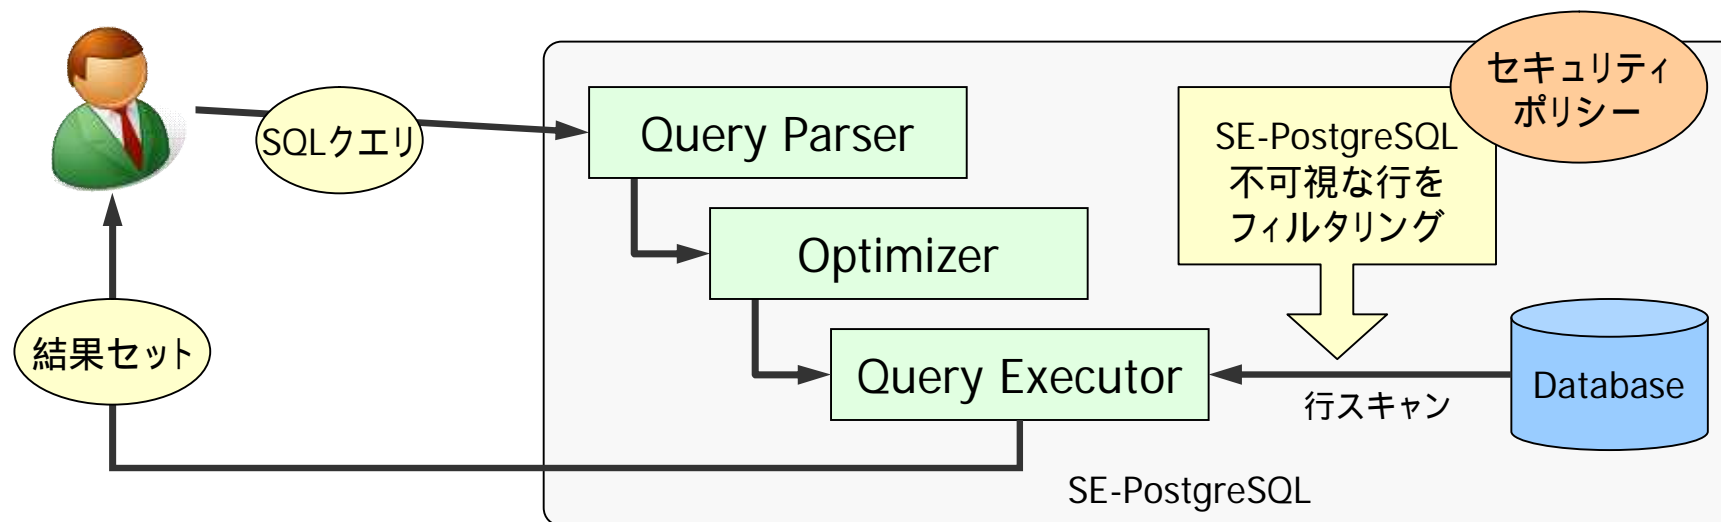 セキュリティ
ポリシー
SQLクエリ
Query Parser
SE-PostgreSQL
不可視な行を
フィルタリング
Optimizer
結果セット
Query Executor
行スキャン
Database
SE-PostgreSQL